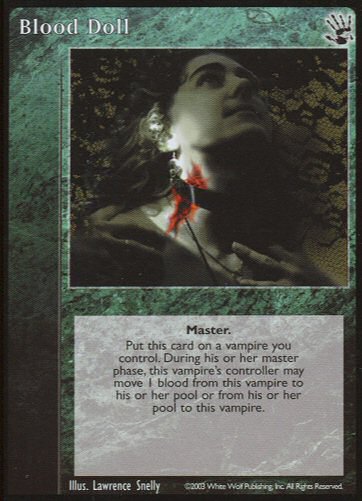 Blood Doll
Master.
Put this card on a vampire you
control. During his or her master
phase, this vampire's controller may
move 1 blood from this vampire to
his or her pool or from his or her
pool to this vampire.
Illus. Lawrence Snelly
©2003 White Wolf Publishing, Inc. All Rights Reserved.